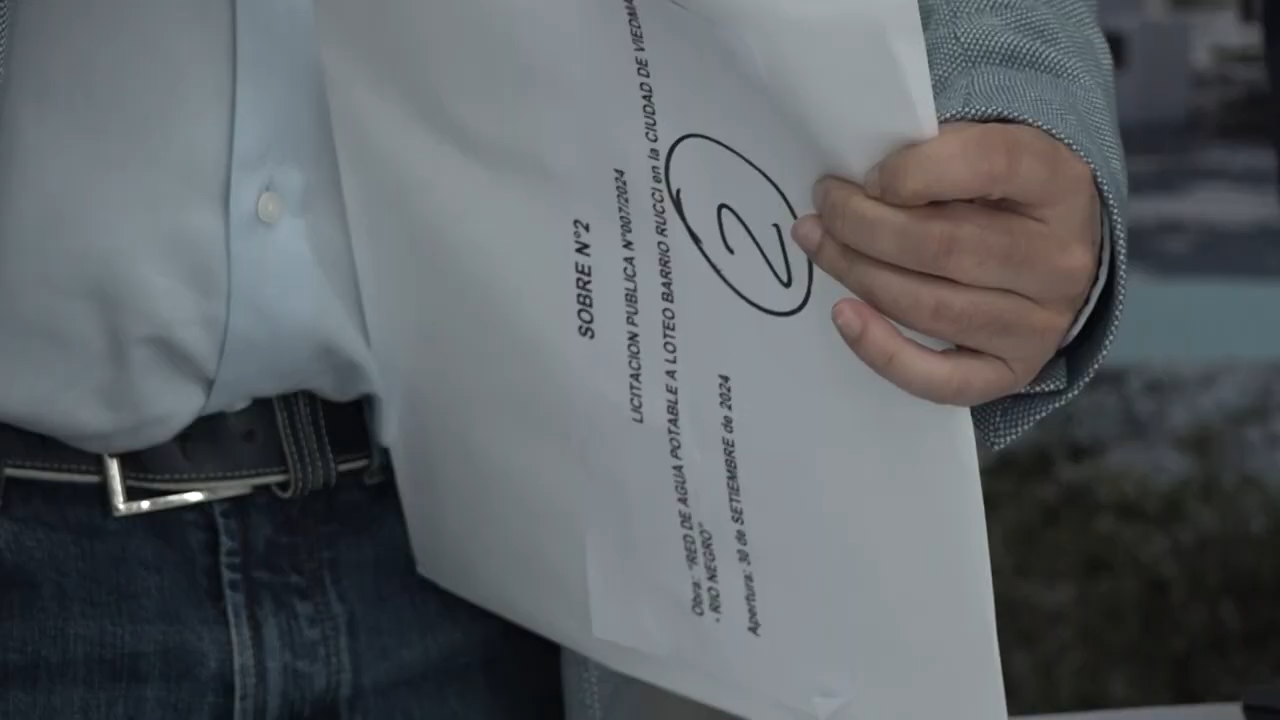 SOBRE N°2
LICITACION PUBLICA N°007/2024
Obra: "RED DE AGUA POTABLE A LOTEO BARRIO RUCCI en la CIUDAD DE VIEDMA
- RIO NEGRO"
Apertura: 30 de SETIEMBRE de 2024
2